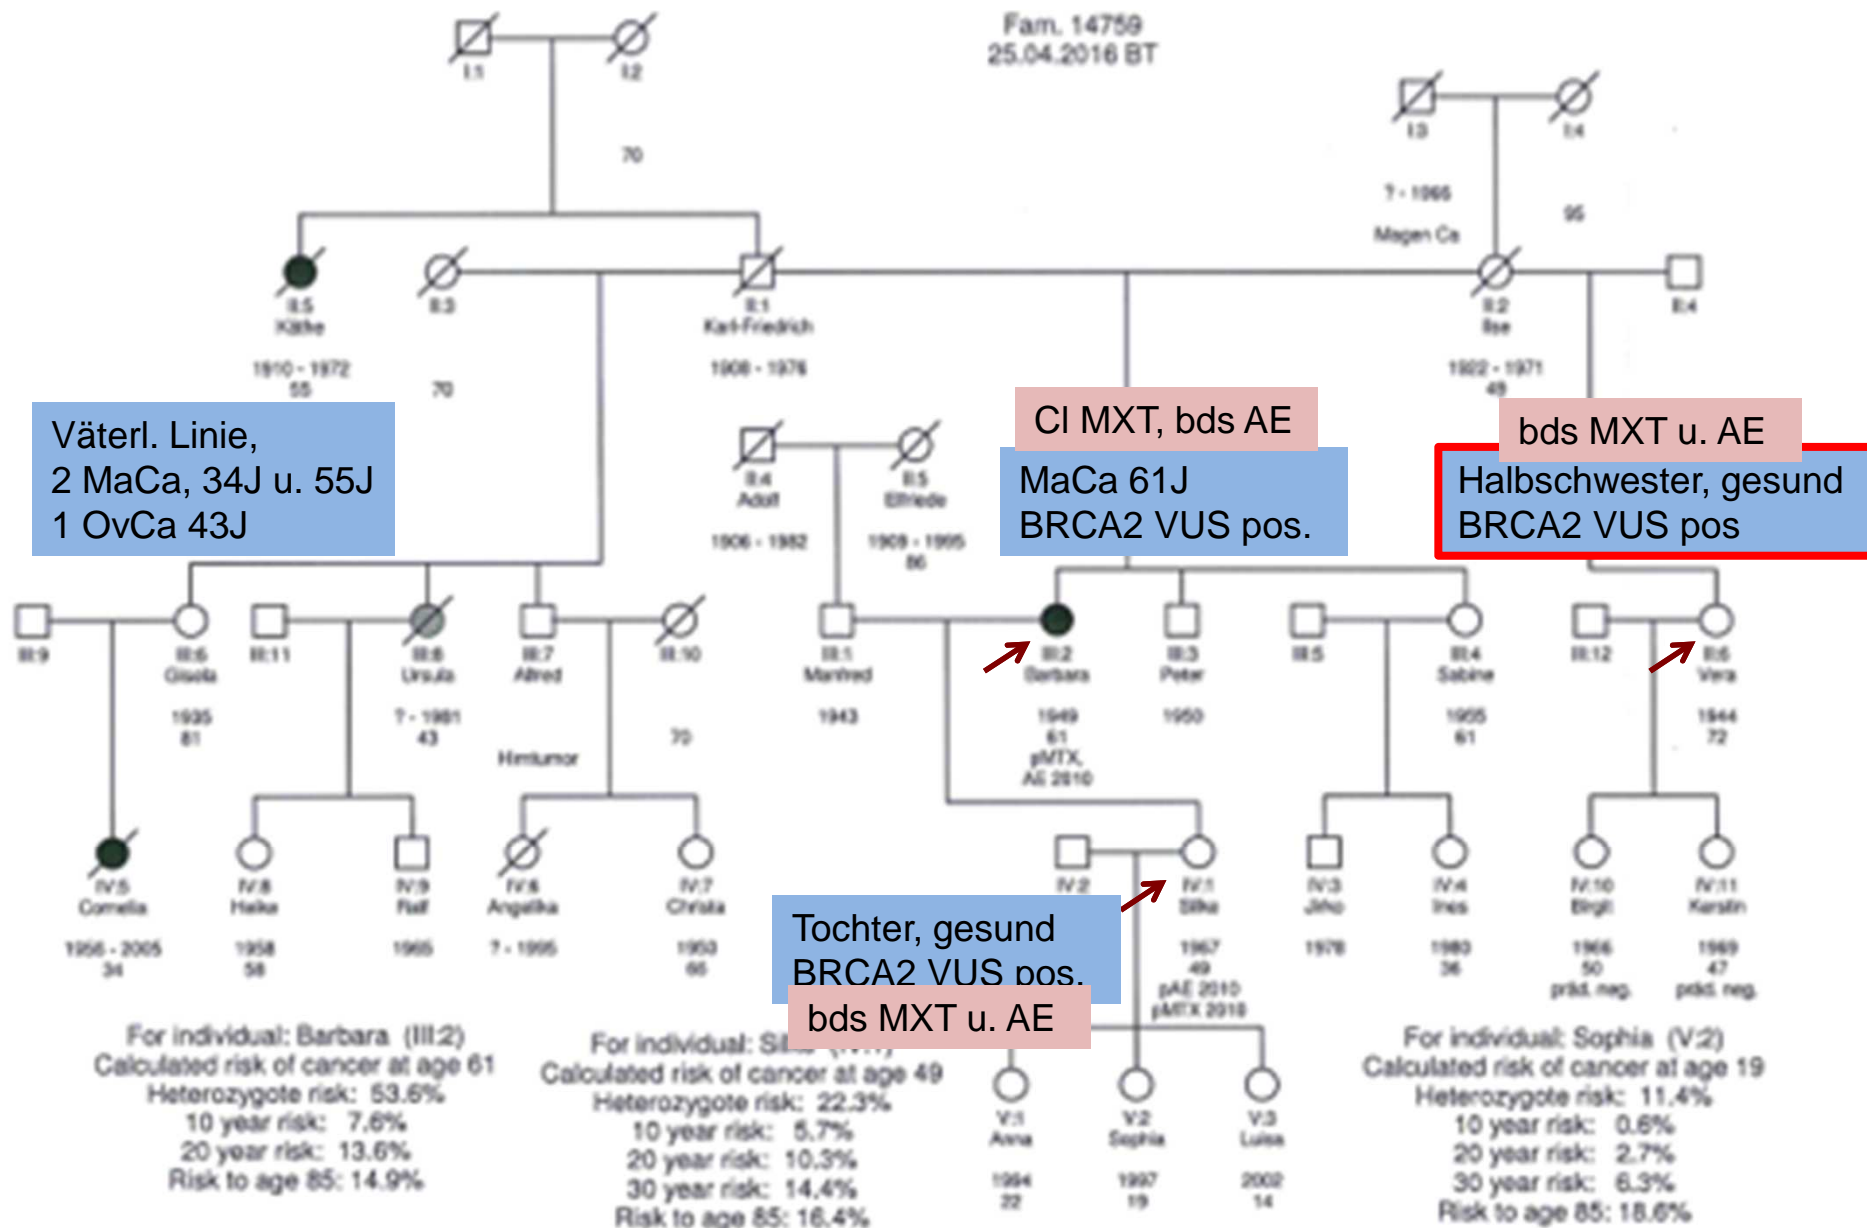 Fam. 14759
25.04.2016 BT
I:1
I:2
70
I:3
I:4
? - 1966
Magen Ca
95
II:5
Käthe
1910 - 1972
55
II:3
70
II:1
Karl-Friedrich
1908 - 1976
II:2
Ilse
1922 - 1971
49
II:4
Väterl. Linie,
2 MaCa, 34J u. 55J
1 OvCa 43J
II:4
Adolf
1906 - 1982
II:5
Elfriede
1909 - 1995
86
CI MXT, bds AE
MaCa 61J
BRCA2 VUS pos.
bds MXT u. AE
Halbschwester, gesund
BRCA2 VUS pos
III:9
III:6
Gisela
1935
81
III:11
III:8
Ursula
? - 1981
43
III:7
Alfred
Hirntumor
III:10
70
III:1
Manfred
1943
III:2
Barbara
1949
61
pMTX,
AE 2010
III:3
Peter
1950
III:5
III:4
Sabine
1955
61
III:12
II:6
Vera
1944
72
IV:5
Cornelia
1956 - 2005
34
IV:8
Heike
1958
58
IV:9
Ralf
1965
IV:6
Angelika
? - 1995
IV:7
Christa
1950
66
IV:2
IV:1
Silke
1967
49
pAE 2010
pMTX 2010
IV:3
Jirko
1978
IV:4
Ines
1980
36
IV:10
Birgit
1966
50
präd. neg.
IV:11
Kerstin
1969
47
präd. neg.
Tochter, gesund
BRCA2 VUS pos.
bds MXT u. AE
For individual: Barbara (III:2)
Calculated risk of cancer at age 61
Heterozygote risk: 53.6%
10 year risk: 7.6%
20 year risk: 13.6%
Risk to age 85: 14.9%
For individual:
Calculated risk of cancer at age 49
Heterozygote risk: 22.3%
10 year risk: 5.7%
20 year risk: 10.3%
30 year risk: 14.4%
Risk to age 85: 16.4%
V:1
Anna
1994
22
V:2
Sophia
1997
19
V:3
Luisa
2002
14
For individual: Sophia (V:2)
Calculated risk of cancer at age 19
Heterozygote risk: 11.4%
10 year risk: 0.6%
20 year risk: 2.7%
30 year risk: 6.3%
Risk to age 85: 18.6%